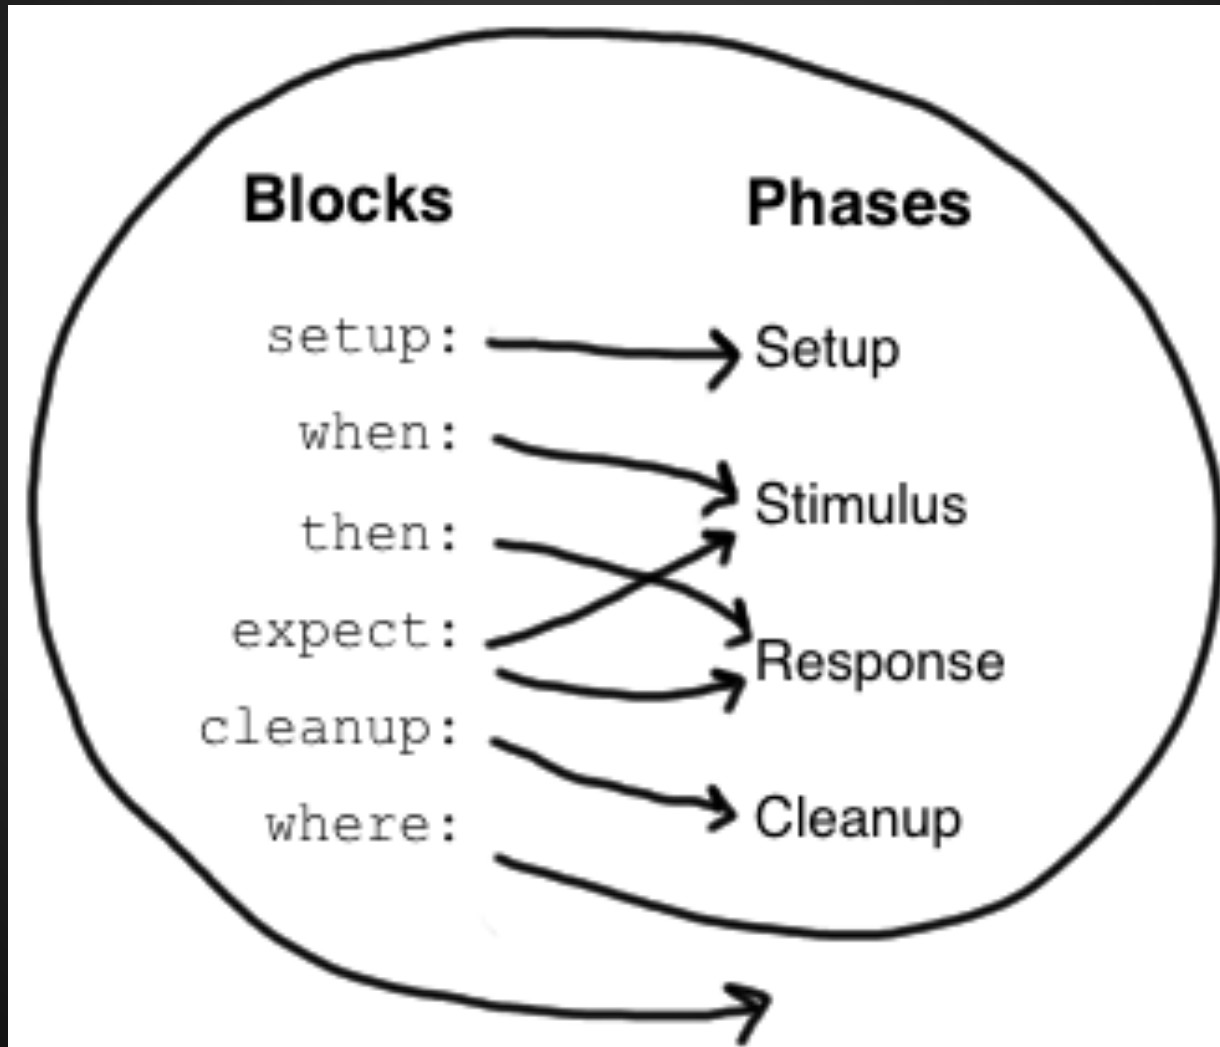 Blocks
Phases
setup:
Setup
when:
Stimulus
then:
expect:
Response
cleanup:
Cleanup
where: